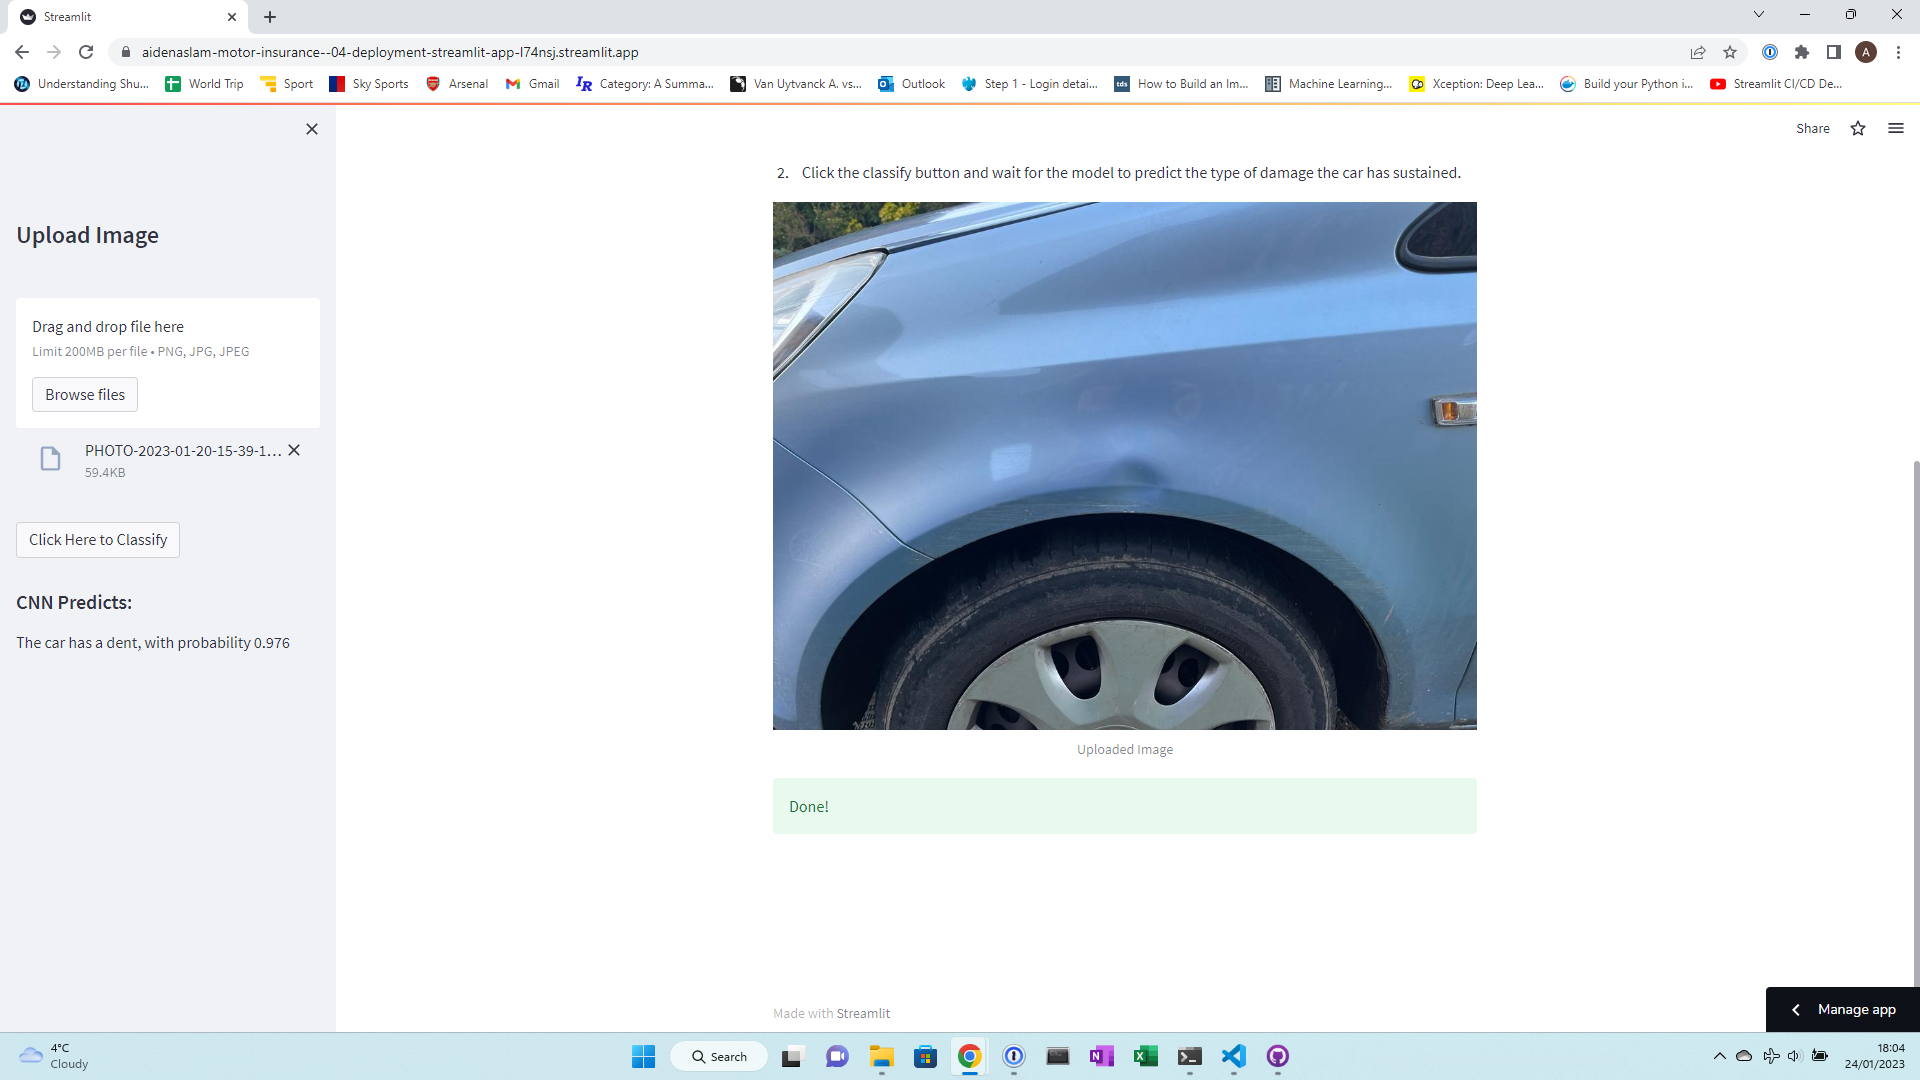 Streamlit
aidenaslam-motor-insurance--04-deployment-streamlit-app-l74nsj.streamlit.app
A
Understanding Shu...
World Trip
Sport
Sky Sports
Arsenal
Gmail
Category: A Summa...
Van Uytvanck A. vs...
Outlook
Step 1 - Login detai...
How to Build an Im...
Machine Learning...
Xception: Deep Lea...
Build your Python i...
Streamlit CI/CD De...
Share
Upload Image
Drag and drop file here
Limit 200MB per file • PNG, JPG, JPEG
Browse files
PHOTO-2023-01-20-15-39-1...
59.4KB
Click Here to Classify
CNN Predicts:
The car has a dent, with probability 0.976
2. Click the classify button and wait for the model to predict the type of damage the car has sustained.
Uploaded Image
Done!
Made with Streamlit
Manage app
4°C
Cloudy
Search
18:04
24/01/2023